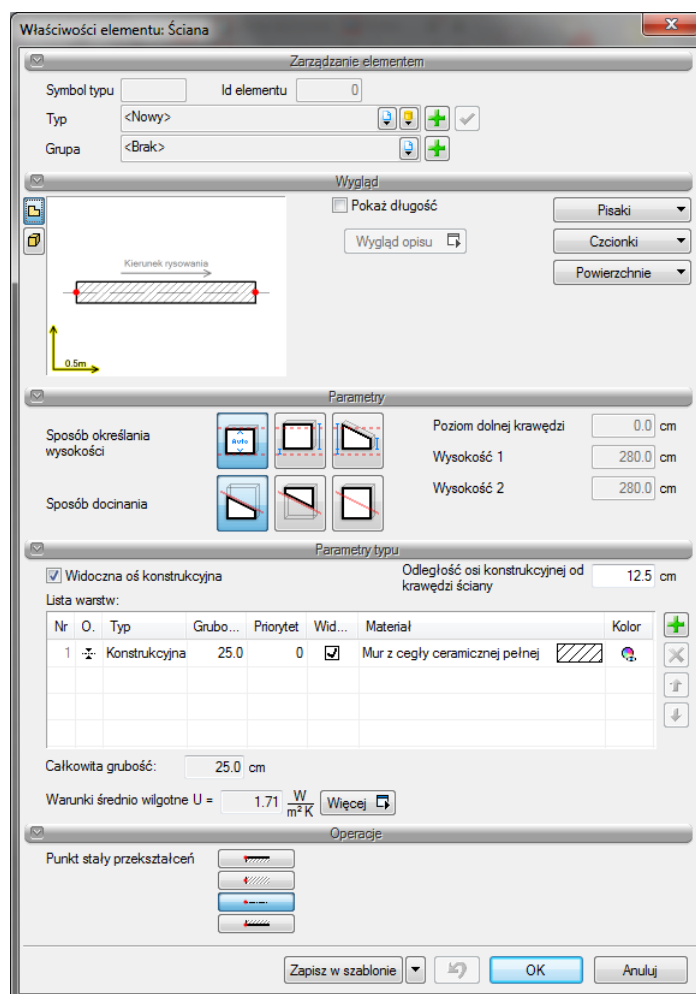 Właściwości elementu: Ściana
Zarządzanie elementem
Symbol typu Id elementu 0
Typ <Nowy>
Grupa <Brak>
Wygląd
Pokaż długość Pisaki
Wygląd opisu Czcionki
Powierzchnie
Kierunek rysowania
0.5m
Parametry
Sposób określania wysokości
Auto
Poziom dolnej krawędzi 0.0 cm
Wysokość 1 280.0 cm
Wysokość 2 280.0 cm
Sposób docinania
Parametry typu
Widoczna oś konstrukcyjna
Odległość osi konstrukcyjnej od krawędzi ściany 12.5 cm
Lista warstw:
Nr O. Typ Grubo... Priorytet Wid... Materiał Kolor
1 Konstrukcyjna 25.0 0 Mur z cegły ceramicznej pełnej
Całkowita grubość: 25.0 cm
Warunki średnio wilgotne U = 1.71 W/m² K Więcej
Operacje
Punkt stały przekształceń
Zapisz w szablonie OK Anuluj